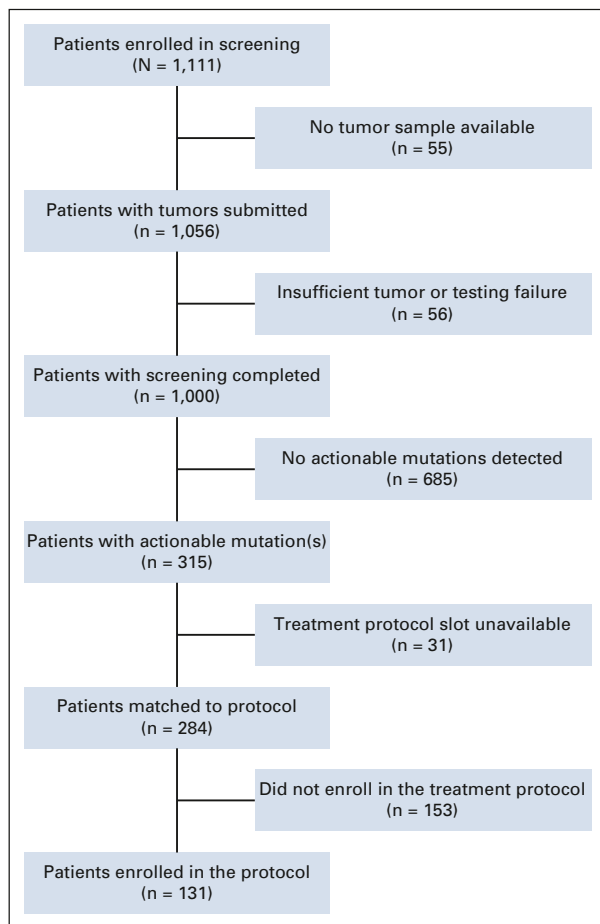 Patients enrolled in screening
(N = 1,111)
No tumor sample available
(n = 55)
Patients with tumors submitted
(n = 1,056)
Insufficient tumor or testing failure
(n = 56)
Patients with screening completed
(n = 1,000)
No actionable mutations detected
(n = 685)
Patients with actionable mutation(s)
(n = 315)
Treatment protocol slot unavailable
(n = 31)
Patients matched to protocol
(n = 284)
Did not enroll in the treatment protocol
(n = 153)
Patients enrolled in the protocol
(n = 131)